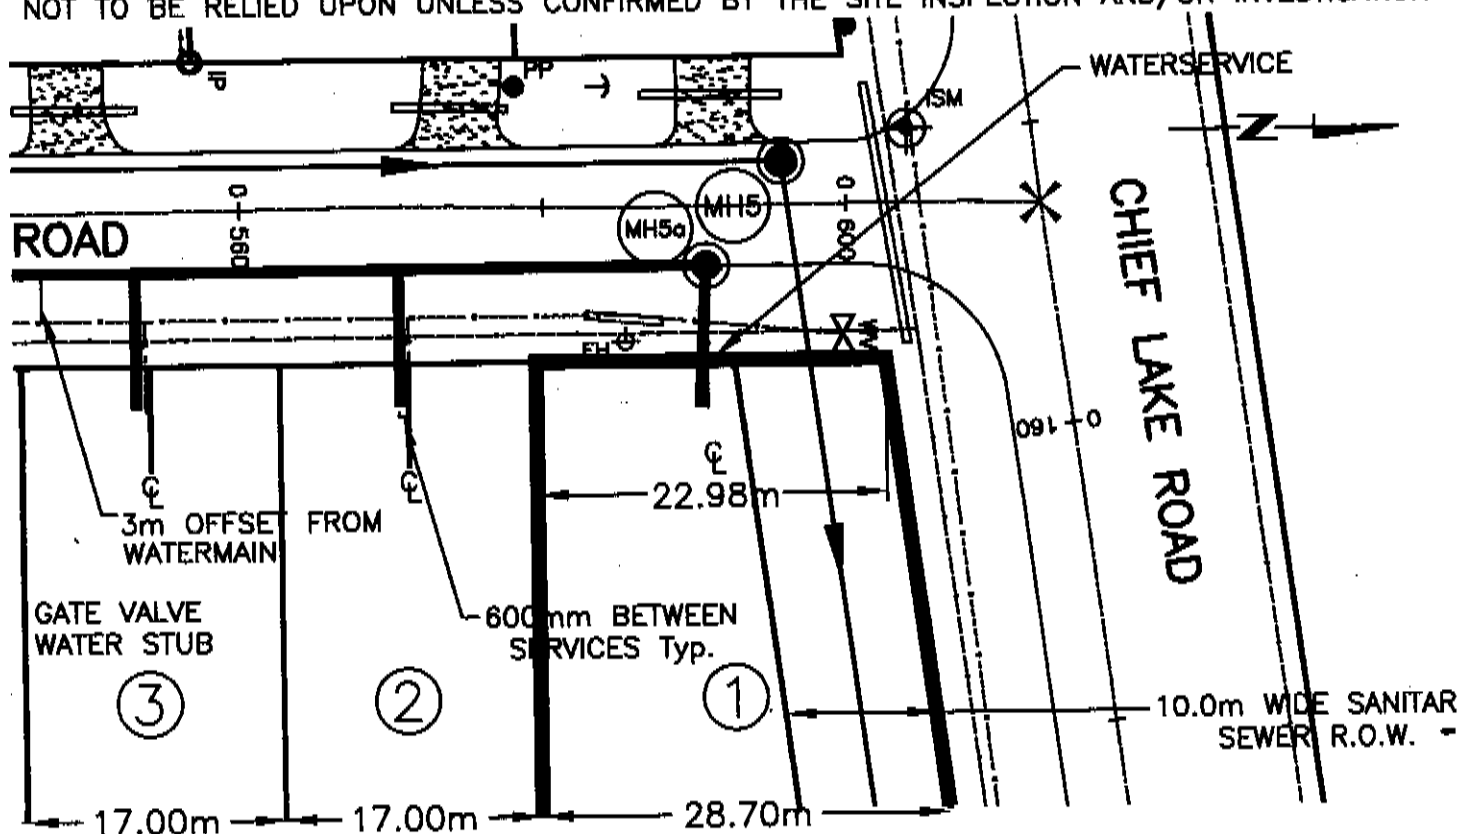 NOT TO BE RELIED UPON UNLESS CONFIRMED BY THE SITE INSPECTION AND/OR INVESTIGATION
IP
PP
WATERSERVICE
ISM
N
MH5
MH5a
0-560
0-600
ROAD
CHIEF LAKE ROAD
FH
WV
0+160
℄
℄
℄
22.98m
3m OFFSET FROM
WATERMAIN
GATE VALVE
WATER STUB
600mm BETWEEN
SERVICES Typ.
3
2
1
10.0m WIDE SANITAR
SEWER R.O.W. -
17.00m
17.00m
28.70m